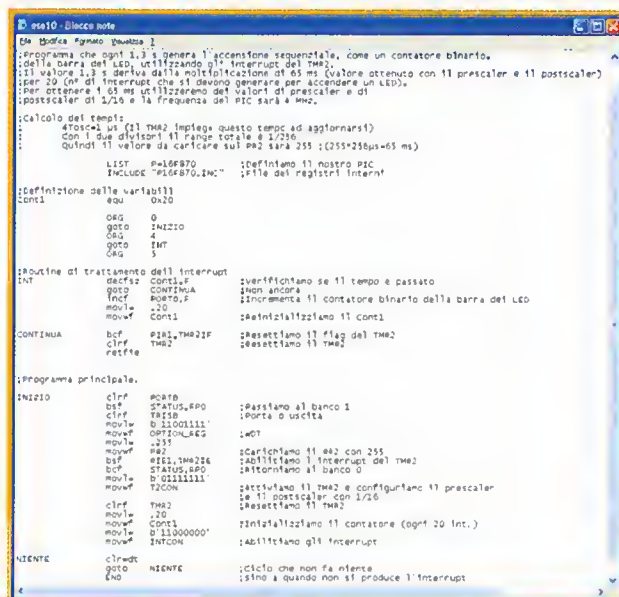 ese10 - Blocco note
File Modifica Formato Visualizza ?
;Programma che ogni 1,3 s genera l'accensione sequenziale, come un contatore binario,
;della barra dei LED, utilizzando gli interrupt del TMR2.
;Il valore 1,3 s deriva dalla moltiplicazione di 65 ms (valore ottenuto con il prescaler e il postscaler)
;per 20 (n° di interrupt che si devono generare per accendere un LED).
;Per ottenere i 65 ms utilizzeremo dei valori di prescaler e di
;postscaler di 1/16 e la frequenza del PIC sarà 4 MHz.
;Calcolo dei tempi:
; 4Tosc=1 µs (Il TMR2 impiega questo tempo ad aggiornarsi)
; Con i due divisori il range totale è 1/256
; Quindi il velore da caricare sul PR2 sarà 255 ;(255*256µs=65 ms)
LIST P=16F870 ;Definiamo il nostro PIC
INCLUDE "P16F870.INC" ;File dei registri interni
;Definizione delle variabili
Cont1 equ 0x20
ORG 0
goto INIZIO
ORG 4
goto INT
ORG 5
;Routine di trattamento dell interrupt
INT decfsz Cont1,F ;Verifichiamo se il tempo è passato
goto CONTINUA ;Non ancora
incf PORTB,F ;Incrementa il contatore binario della barra dei LED
movlw .20
movwf Cont1 ;Reinizializziamo il Cont1
CONTINUA bcf PIR1,TMR2IF ;Resettiamo il flag del TMR2
clrf TMR2 ;Resettiamo il TMR2
retfie
;Programma principale.
INIZIO clrf PORTB
bsf STATUS,RP0 ;Passiamo al banco 1
clrf TRISB ;Porta B uscita
movlw b'11001111'
movwf OPTION_REG ;WDT
movlw .255
movwf PR2 ;Carichiamo il PR2 con 255
bsf PIE1,TMR2IE ;Abilitiamo l interrupt del TMR2
bcf STATUS,RP0 ;Ritorniamo al banco 0
movlw b'01111111'
movwf T2CON ;Attiviamo il TMR2 e configuriamo il prescaler
;e il postscaler con 1/16
clrf TMR2 ;Resettiamo il TMR2
movlw .20
movwf Cont1 ;Inizializziamo il contatore (ogni 20 int.)
movlw b'11000000'
movwf INTCON ;Abilitiamo gli interrupt
NIENTE clrwdt
goto NIENTE ;Ciclo che non fa niente
END ;sino a quando non si produce l'interrupt